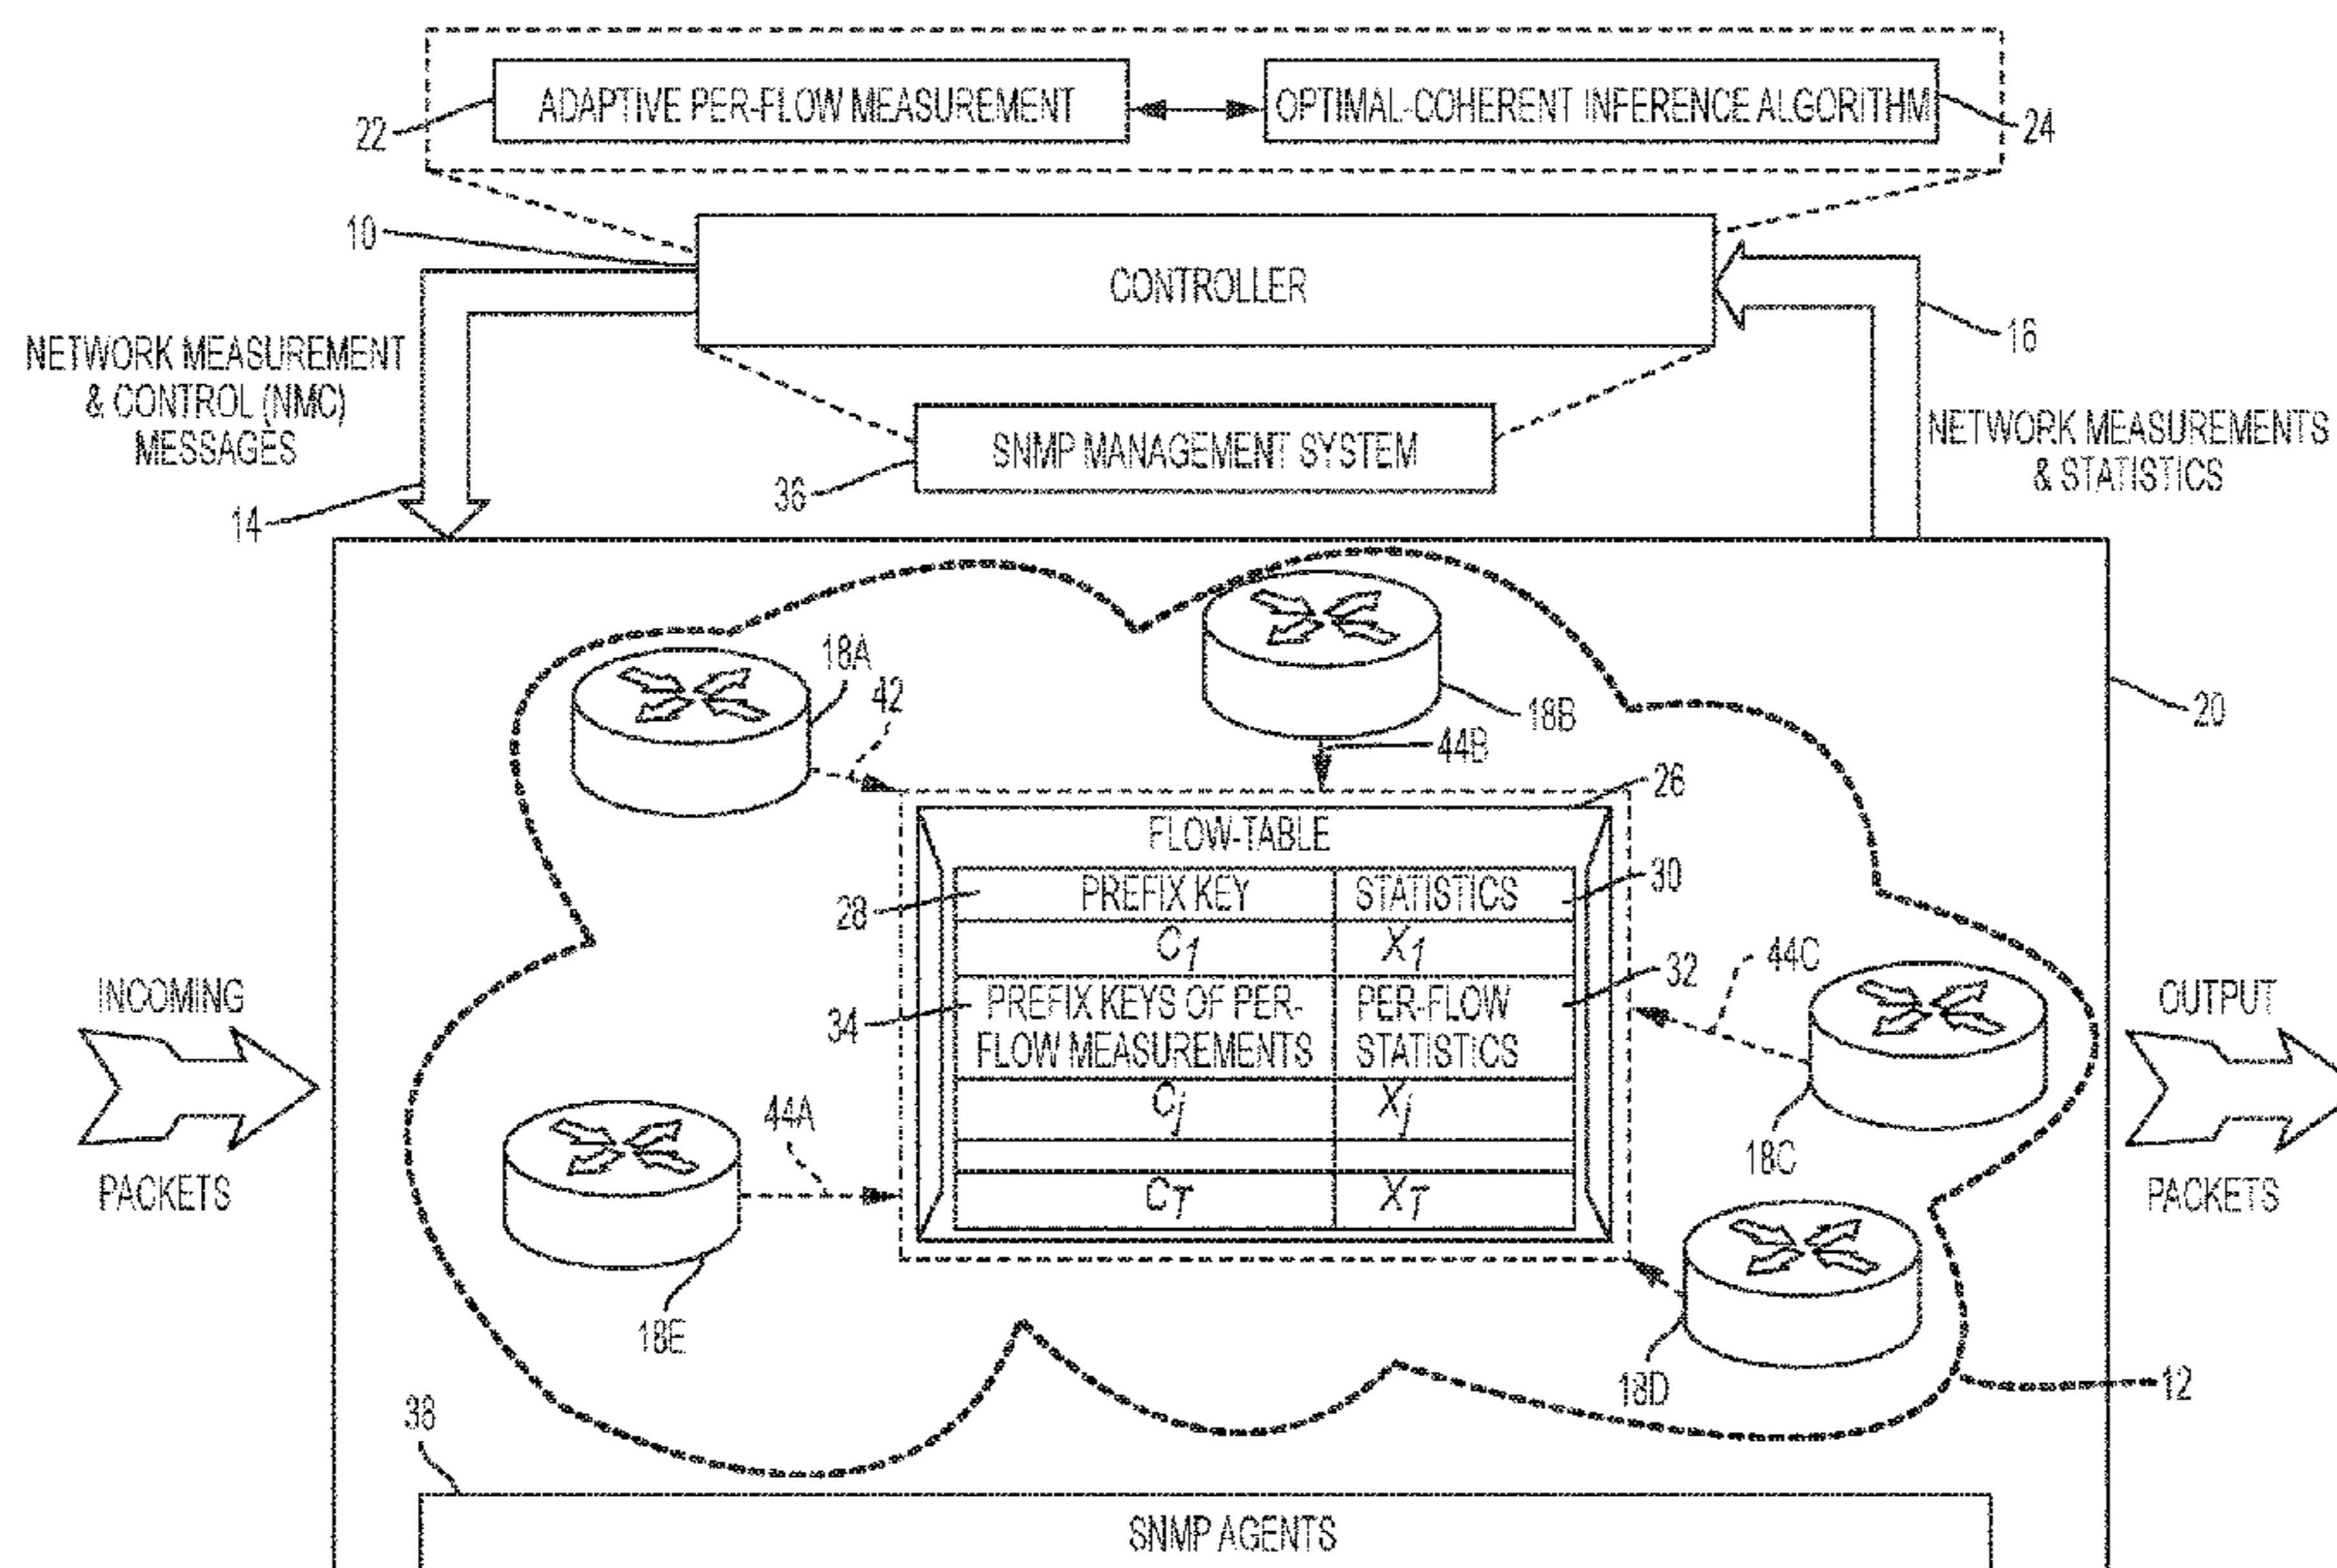 ADAPTIVE PER-FLOW MEASUREMENT
OPTIMAL-COHERENT INFERENCE ALGORITHM
22
24
10
CONTROLLER
16
NETWORK MEASUREMENT
& CONTROL (NMC)
MESSAGES
NETWORK MEASUREMENTS
& STATISTICS
SNMP MANAGEMENT SYSTEM
36
14
18A
42
18B
20
44B
26
FLOW-TABLE
28
PREFIX KEY
STATISTICS
30
C1
X1
44C
32
34
PREFIX KEYS OF PER-
FLOW MEASUREMENTS
PER-FLOW
STATISTICS
INCOMING
PACKETS
OUTPUT
PACKETS
44A
Cj
Xj
18C
CT
XT
18E
18D
12
38
SNMP AGENTS